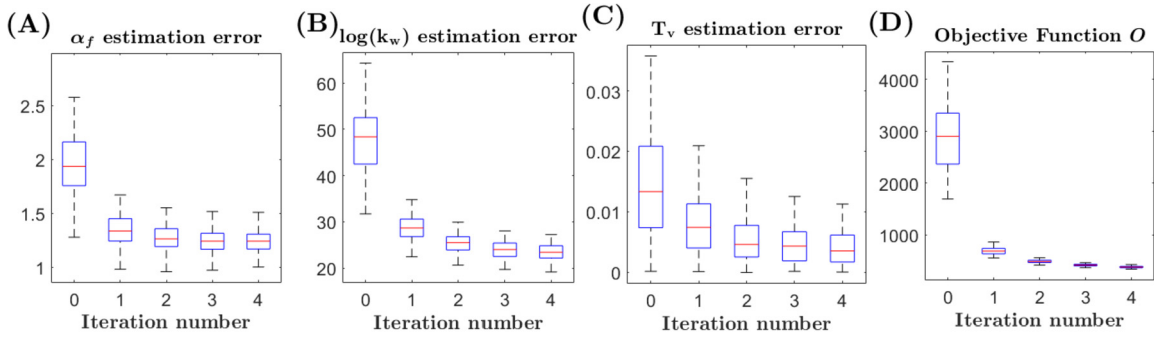 (A) α_f estimation error
2.5
2
1.5
1
0 1 2 3 4
Iteration number
(B) log(k_w) estimation error
60
50
40
30
20
0 1 2 3 4
Iteration number
(C) T_v estimation error
0.03
0.02
0.01
0
0 1 2 3 4
Iteration number
(D) Objective Function O
4000
3000
2000
1000
0 1 2 3 4
Iteration number